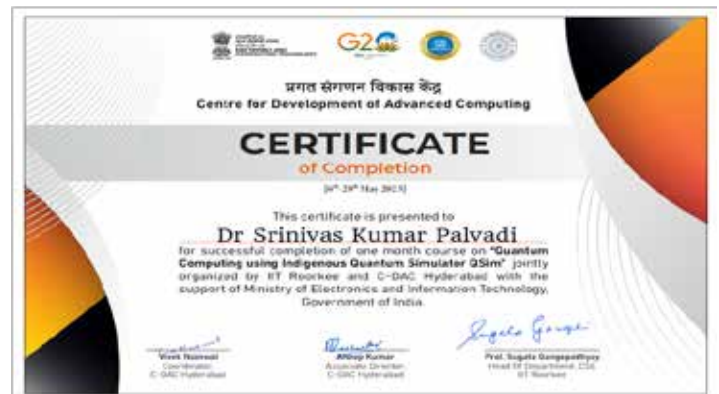 G20
प्रगत संगणन विकास केंद्र
Centre for Development of Advanced Computing
CERTIFICATE
of Completion
This certificate is presented to
Dr Srinivas Kumar Palvadi
for successful completion of one month course on "Quantum
Computing using Indigenous Quantum Simulator QSim" jointly
organized by IIT Roorkee and C-DAC Hyderabad with the
support of Ministry of Electronics and Information Technology,
Government of India.
Vivek Nainwal
Coordinator
C-DAC Hyderabad
Kumar
Associate Director
C-DAC Hyderabad
Prof. Sugata Gangopadhyay
Head Of Department, CSE
IIT Roorkee